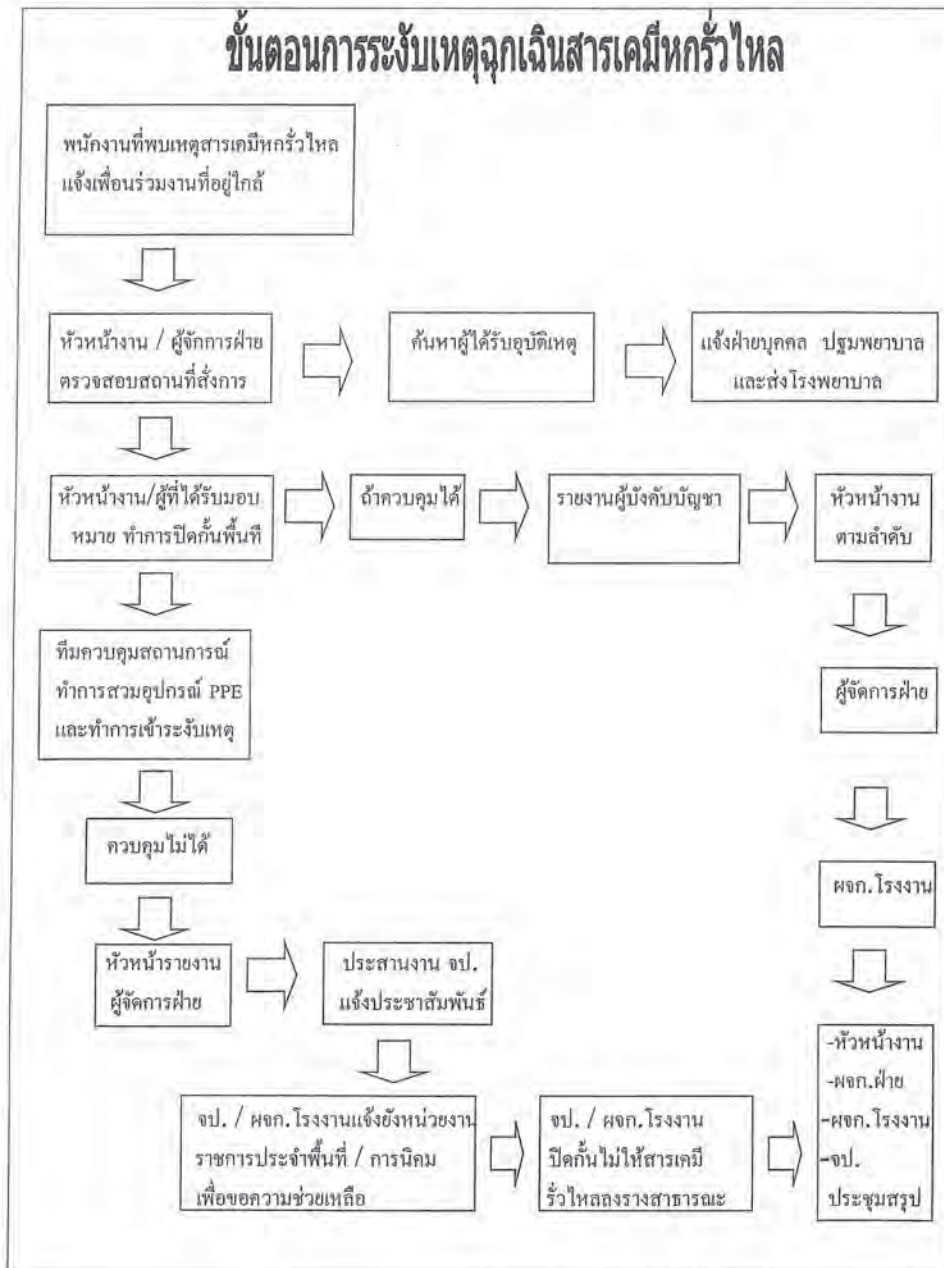 ขั้นตอนการระงับเหตุฉุกเฉินสารเคมีหกรั่วไหล
พนักงานที่พบเหตุสารเคมีหกรั่วไหล
แจ้งเพื่อนร่วมงานที่อยู่ใกล้
หัวหน้างาน / ผู้จัดการฝ่าย
ตรวจสอบสถานที่สั่งการ
ค้นหาผู้ได้รับอุบัติเหตุ
แจ้งฝ่ายบุคคล ปฐมพยาบาล
และส่งโรงพยาบาล
หัวหน้างาน/ผู้ที่ได้รับมอบ
หมาย ทำการปิดกั้นพื้นที่
ถ้าควบคุมได้
รายงานผู้บังคับบัญชา
หัวหน้างาน
ตามลำดับ
ทีมควบคุมสถานการณ์
ทำการสวมอุปกรณ์ PPE
และทำการเข้าระงับเหตุ
ผู้จัดการฝ่าย
ควบคุมไม่ได้
ผจก.โรงงาน
หัวหน้ารายงาน
ผู้จัดการฝ่าย
ประสานงาน จป.
แจ้งประชาสัมพันธ์
จป. / ผจก.โรงงานแจ้งยังหน่วยงาน
ราชการประจำพื้นที่ / การนิคม
เพื่อขอความช่วยเหลือ
จป. / ผจก.โรงงาน
ปิดกั้นไม่ให้สารเคมี
รั่วไหลลงรางสาธารณะ
-หัวหน้างาน
-ผจก.ฝ่าย
-ผจก.โรงงาน
-จป.
ประชุมสรุป